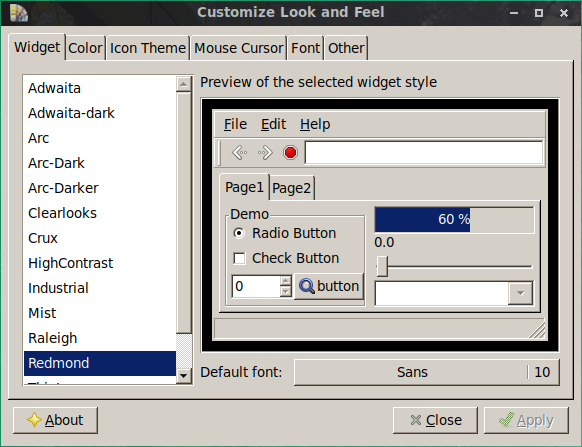 Customize Look and Feel
Widget Color Icon Theme Mouse Cursor Font Other
Adwaita
Adwaita-dark
Arc
Arc-Dark
Arc-Darker
Clearlooks
Crux
HighContrast
Industrial
Mist
Raleigh
Redmond
Preview of the selected widget style
File Edit Help
Page1 Page2
Demo
Radio Button
Check Button
0 button
60 %
0.0
Default font: Sans 10
About Close Apply